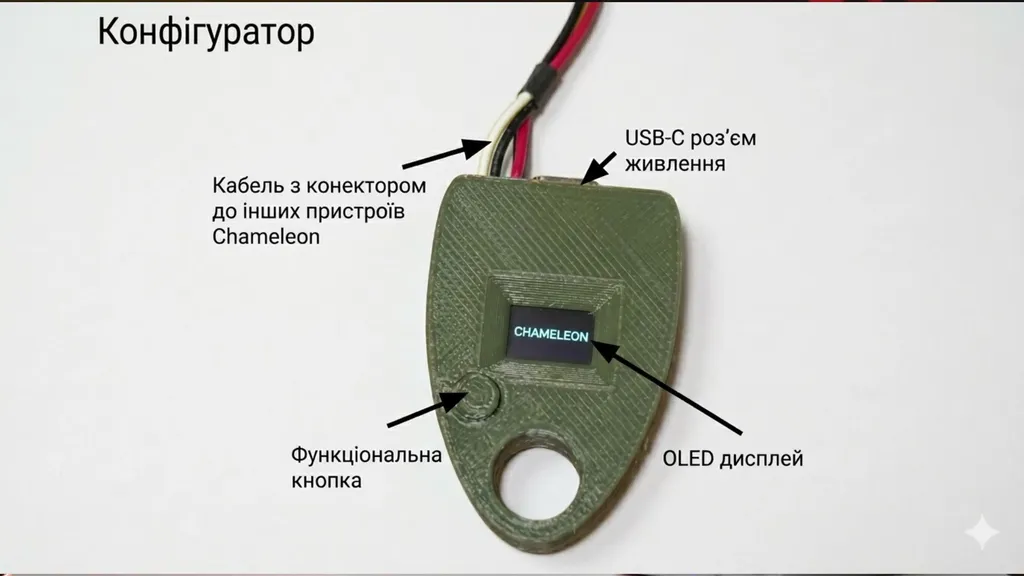 Конфігуратор
USB-C роз’єм
живлення
Кабель з конектором
до інших пристроїв
Chameleon
CHAMELEON
Функціональна
кнопка
OLED дисплей